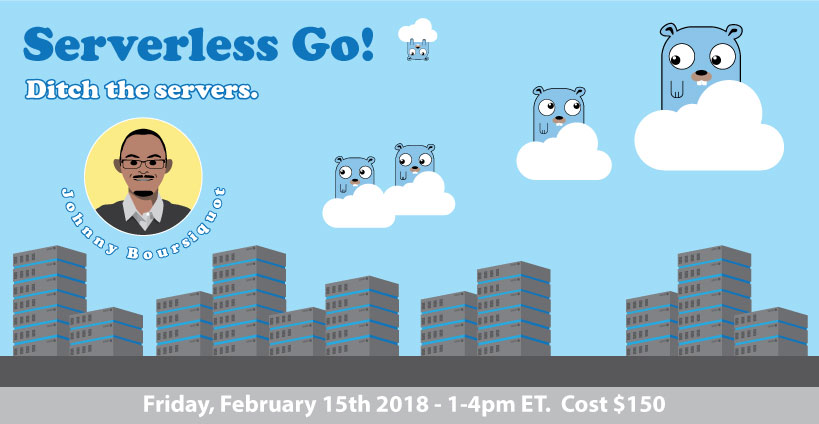 Serverless Go!
Ditch the servers.
Johnny Boursiquot
Friday, February 15th 2018 - 1-4pm ET. Cost $150